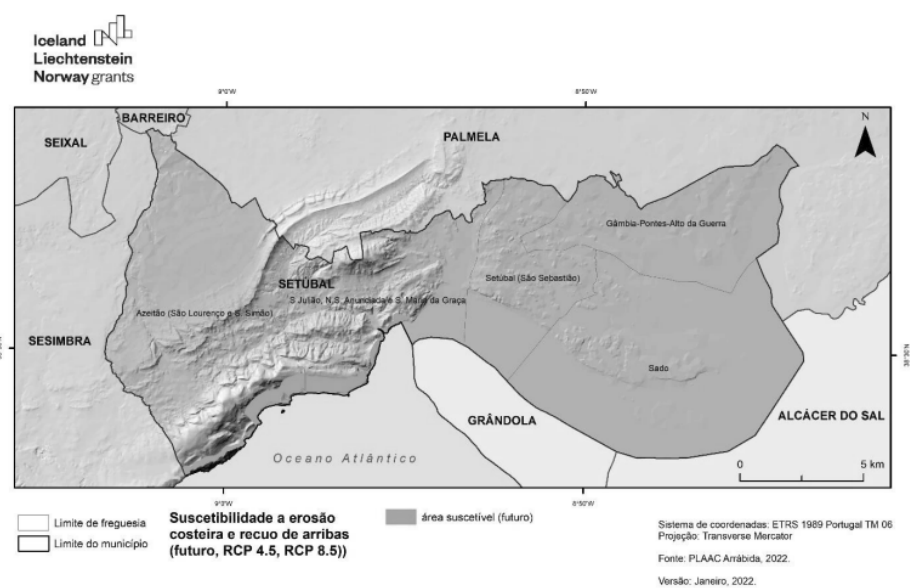 Iceland
Liechtenstein
Norway grants
9°0'W
8°50'W
BARREIRO
SEIXAL
PALMELA
N
Gâmbia-Pontes-Alto da Guerra
SETÚBAL
Setúbal (São Sebastião)
S.Julião, N.S. Anunciada e S. Maria da Graça
Azeitão (São Lourenço e S. Simão)
SESIMBRA
Sado
GRÂNDOLA
ALCÁCER DO SAL
Oceano Atlântico
0 5 km
9°0'W
8°50'W
Limite de freguesia
Limite do município
Suscetibilidade a erosão
costeira e recuo de arribas
(futuro, RCP 4.5, RCP 8.5))
área suscetível (futuro)
Sistema de coordenadas: ETRS 1989 Portugal TM 06
Projeção: Transverse Mercator
Fonte: PLAAC Arrábida, 2022.
Versão: Janeiro, 2022.